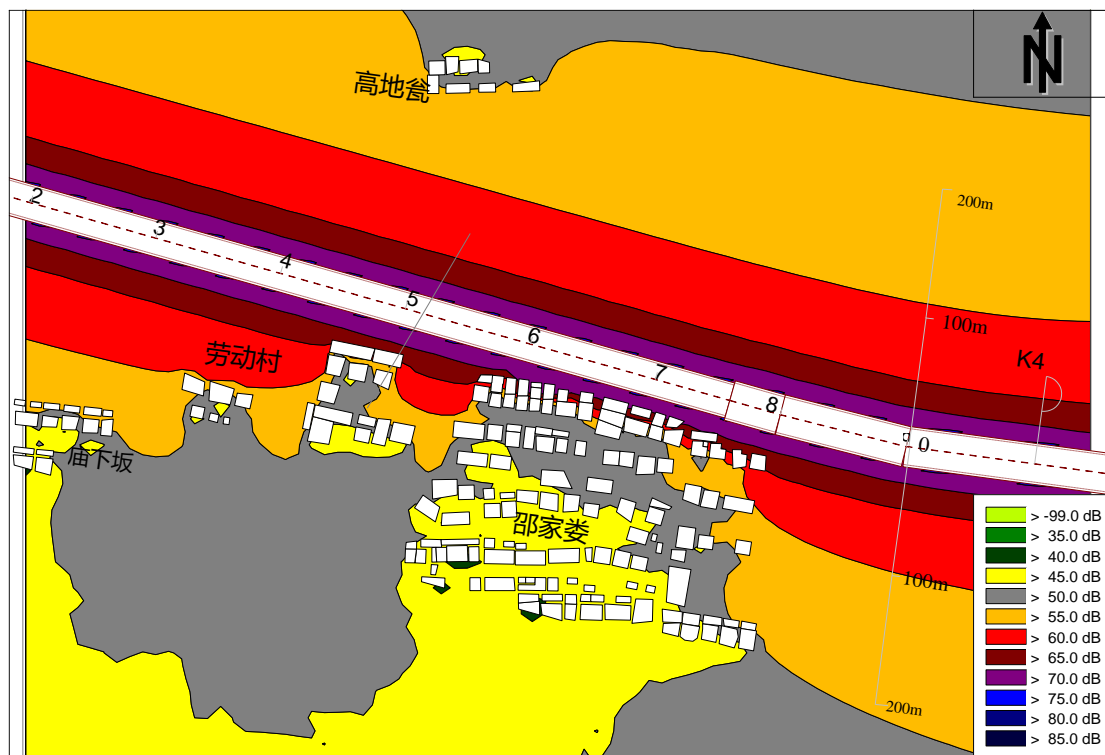 N
高地瓮
200m
2
3
4
5
100m
6
K4
劳动村
7
8
0
庙下坂
邵家娄
100m
200m
> -99.0 dB
> 35.0 dB
> 40.0 dB
> 45.0 dB
> 50.0 dB
> 55.0 dB
> 60.0 dB
> 65.0 dB
> 70.0 dB
> 75.0 dB
> 80.0 dB
> 85.0 dB